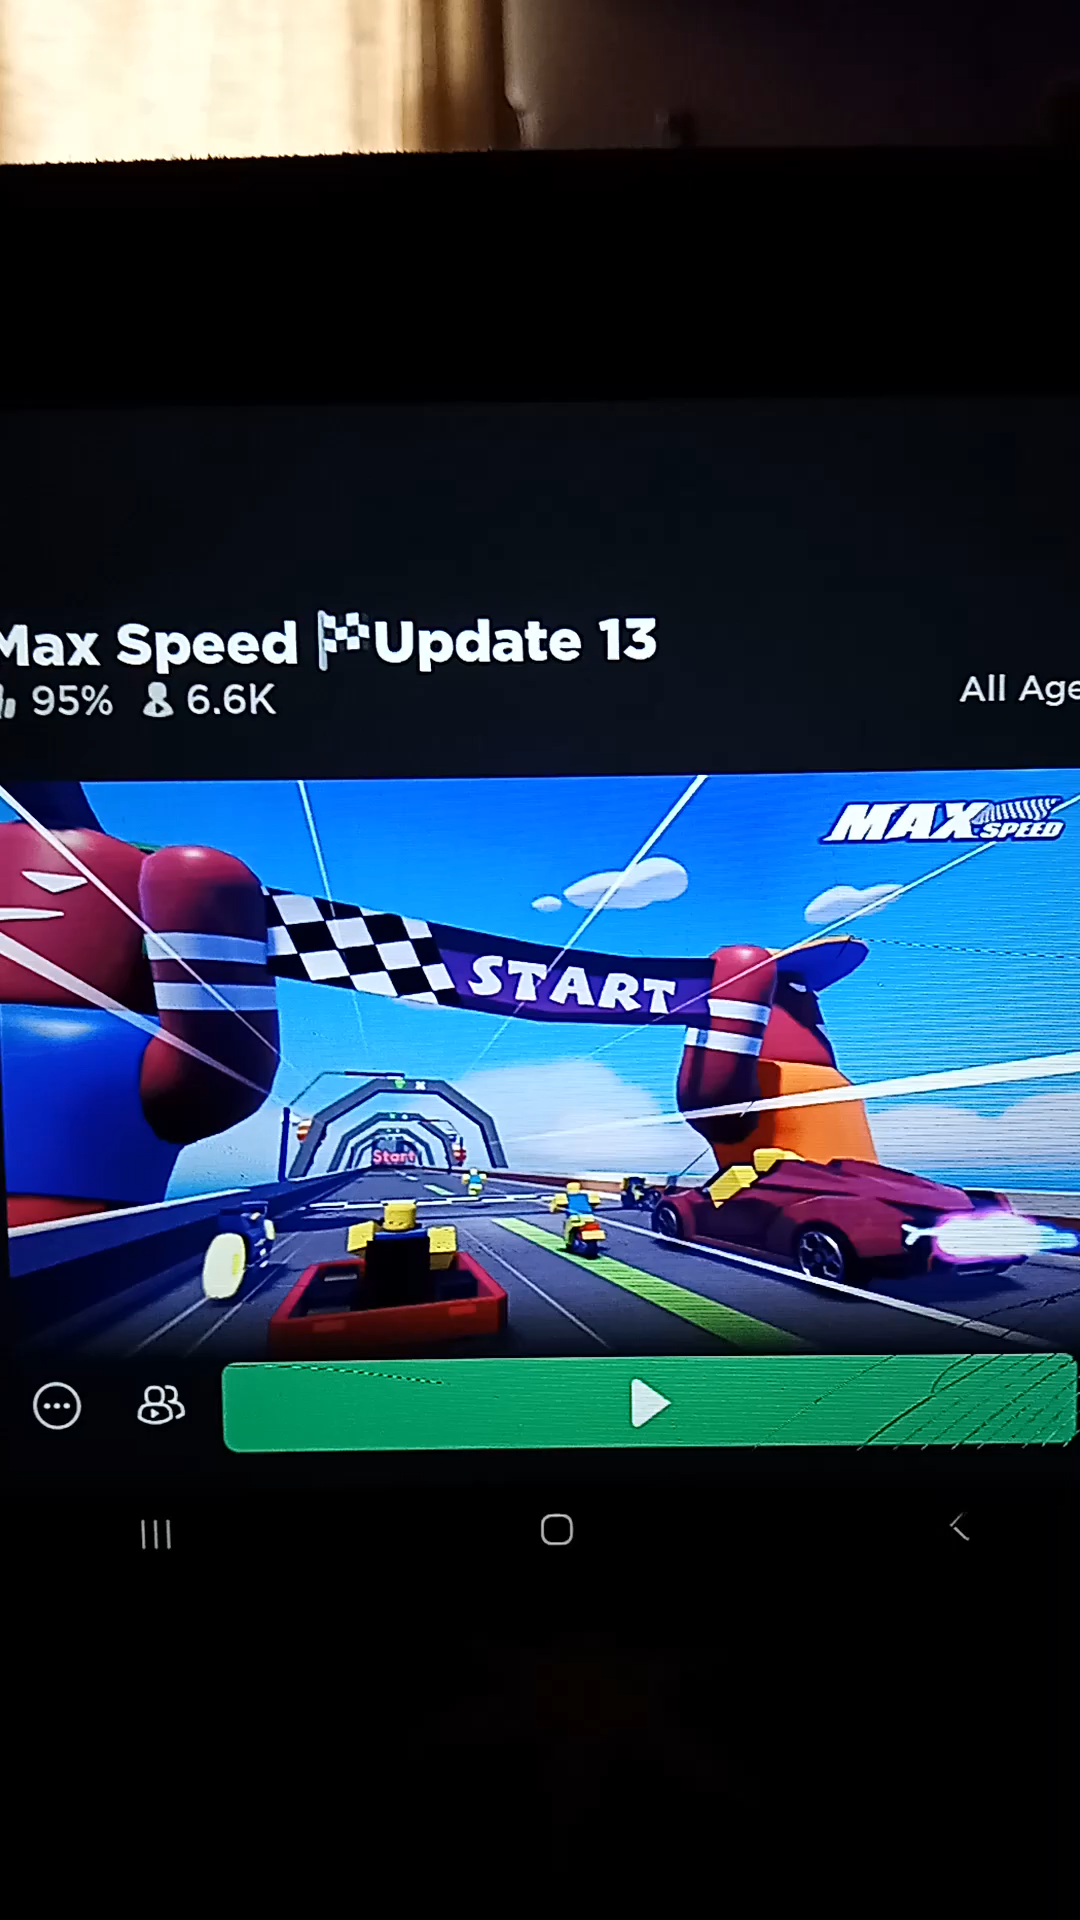 Max Speed 🏁Update 13
95% 6.6K
All Age
MAX SPEED
START
Start